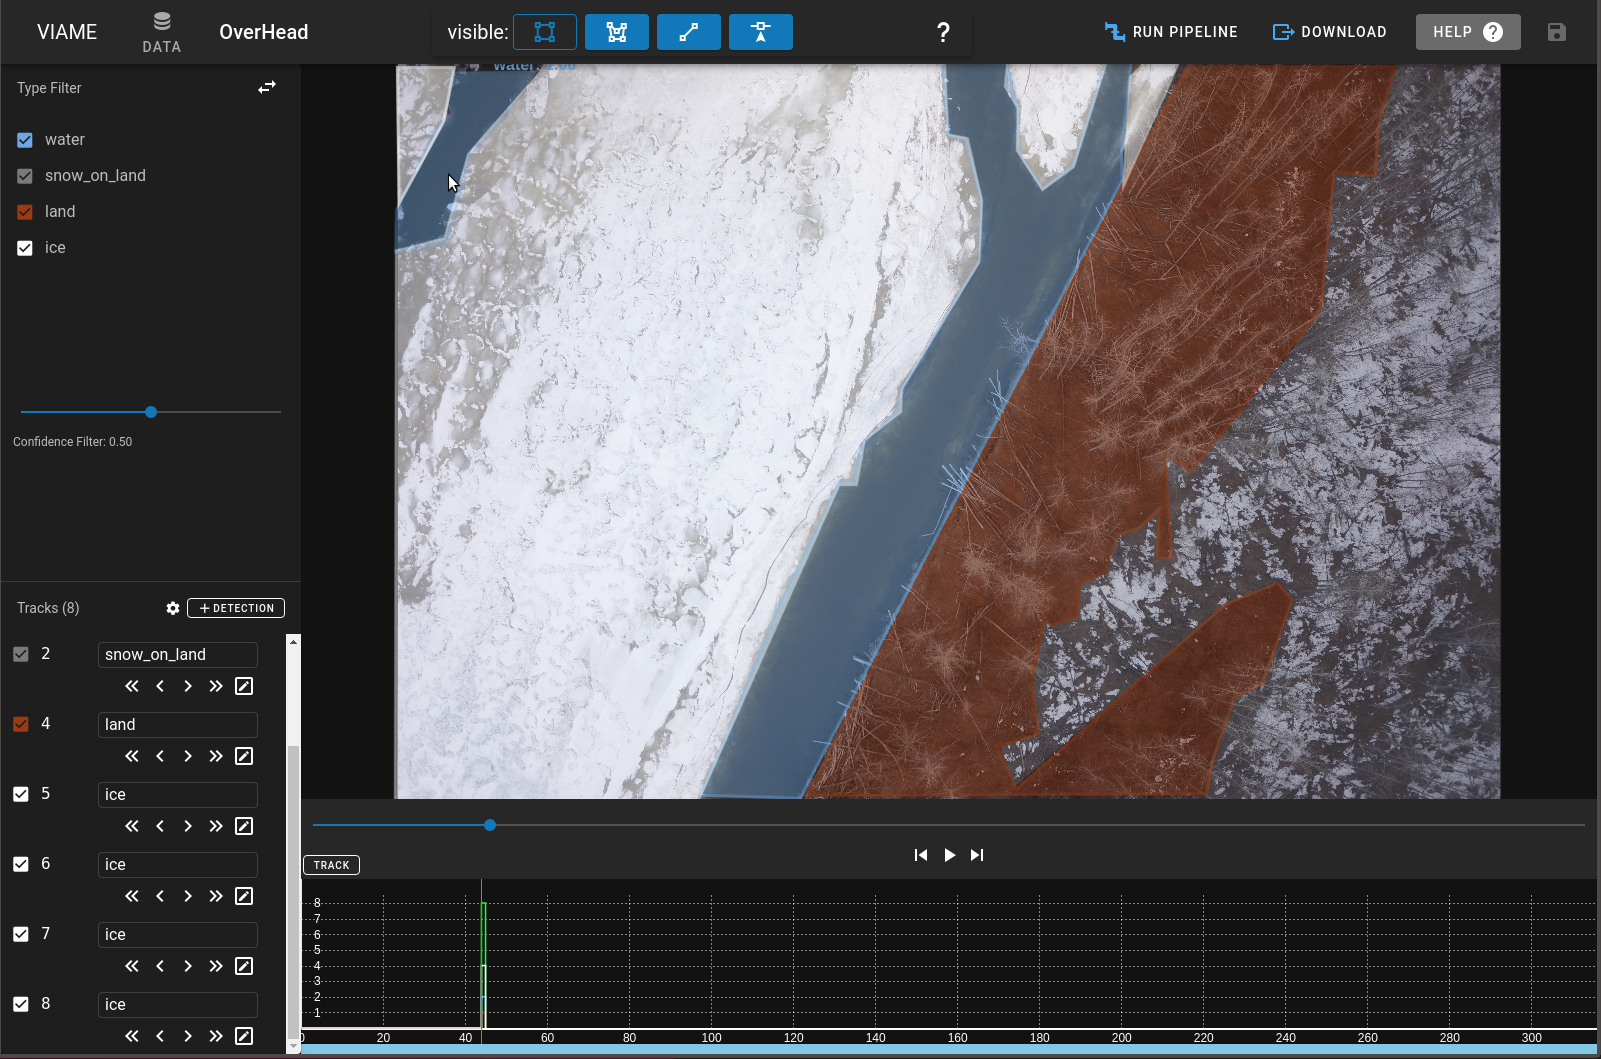 VIAME
DATA
OverHead
visible:
?
RUN PIPELINE
DOWNLOAD
HELP ?
Type Filter
water
snow_on_land
land
ice
Confidence Filter: 0.50
Tracks (8)
+ DETECTION
2 snow_on_land
4 land
5 ice
6 ice
7 ice
8 ice
TRACK
8
7
6
5
4
3
2
1
0 20 40 60 80 100 120 140 160 180 200 220 240 260 280 300